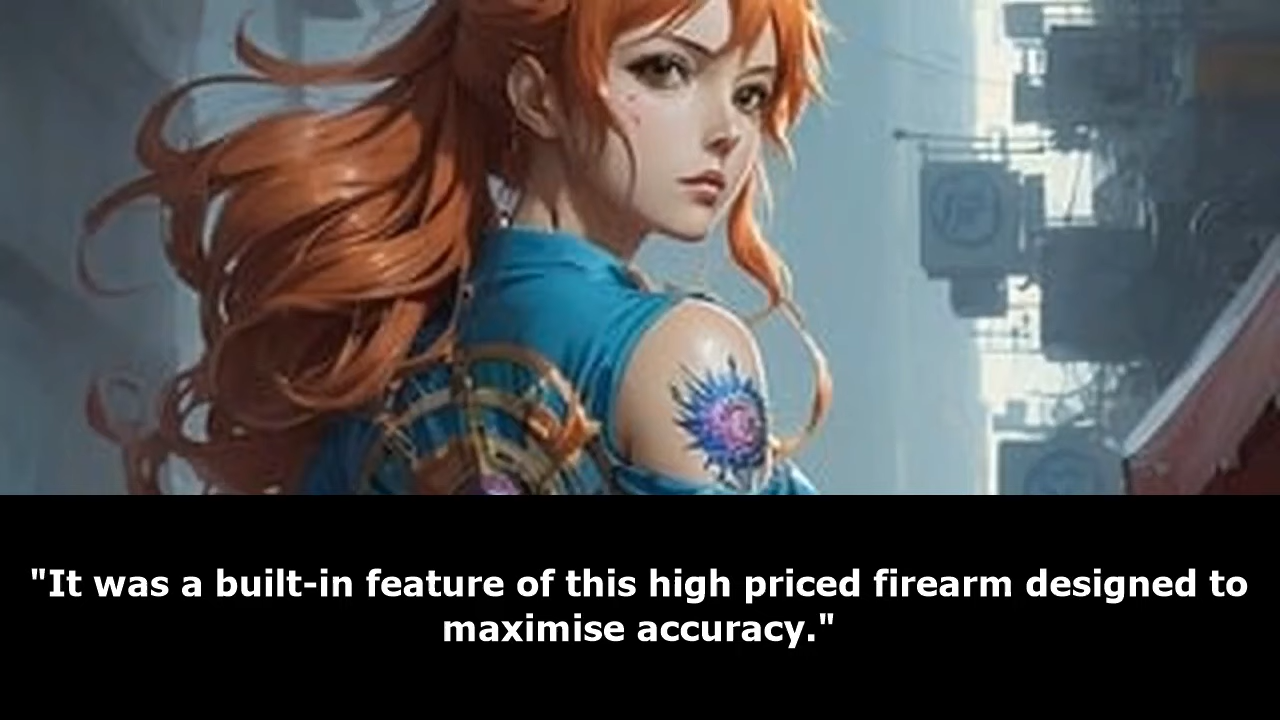 "It was a built-in feature of this high priced firearm designed to
maximise accuracy."